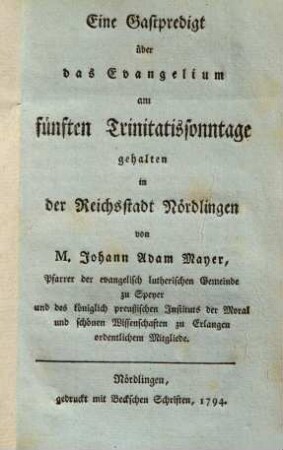 Eine Gastpredigt
über
das Evangelium
am
fünften Trinitatissonntage
gehalten
in
der Reichsstadt Nördlingen
von
M. Johann Adam Mayer,
Pfarrer der evangelisch lutherischen Gemeinde
zu Speyer
und des königlich preussischen Instituts der Moral
und schönen Wissenschaften zu Erlangen
ordentlichem Mitgliede.
Nördlingen,
gedruckt mit Beckschen Schriften, 1794.